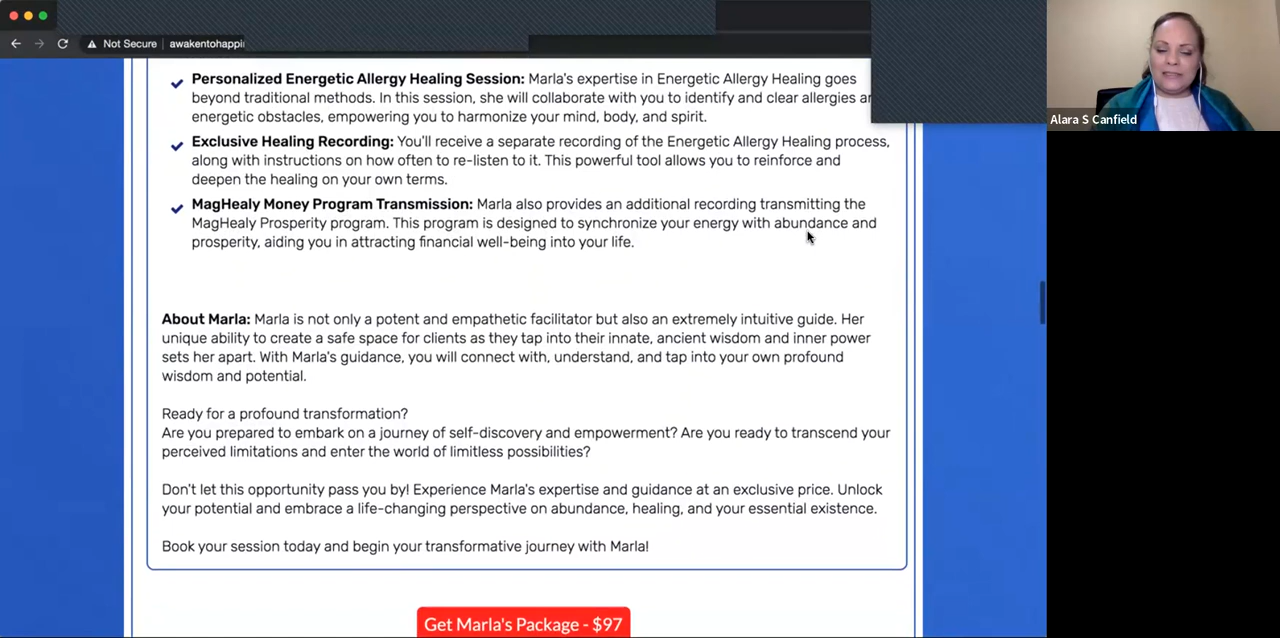 Not Secure awakentohappi
Personalized Energetic Allergy Healing Session: Marla's expertise in Energetic Allergy Healing goes
beyond traditional methods. In this session, she will collaborate with you to identify and clear allergies
energetic obstacles, empowering you to harmonize your mind, body, and spirit.
Exclusive Healing Recording: You'll receive a separate recording of the Energetic Allergy Healing process,
along with instructions on how often to re-listen to it. This powerful tool allows you to reinforce and
deepen the healing on your own terms.
MagHealy Money Program Transmission: Marla also provides an additional recording transmitting the
MagHealy Prosperity program. This program is designed to synchronize your energy with abundance and
prosperity, aiding you in attracting financial well-being into your life.
About Marla: Marla is not only a potent and empathetic facilitator but also an extremely intuitive guide. Her
unique ability to create a safe space for clients as they tap into their innate, ancient wisdom and inner power
sets her apart. With Marla's guidance, you will connect with, understand, and tap into your own profound
wisdom and potential.
Ready for a profound transformation?
Are you prepared to embark on a journey of self-discovery and empowerment? Are you ready to transcend your
perceived limitations and enter the world of limitless possibilities?
Don't let this opportunity pass you by! Experience Marla's expertise and guidance at an exclusive price. Unlock
your potential and embrace a life-changing perspective on abundance, healing, and your essential existence.
Book your session today and begin your transformative journey with Marla!
Get Marla's Package - $97
Alara S Canfield